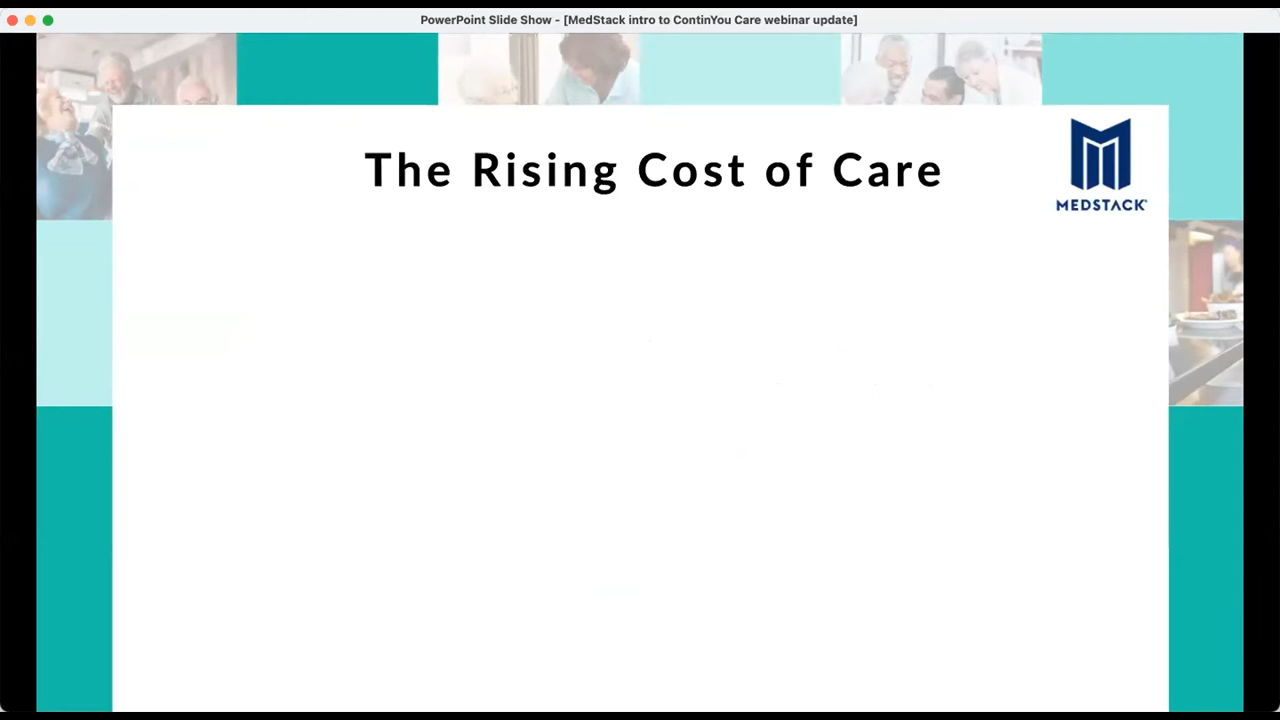 PowerPoint Slide Show - [MedStack intro to ContinYou Care webinar update]
The Rising Cost of Care
MEDSTACK